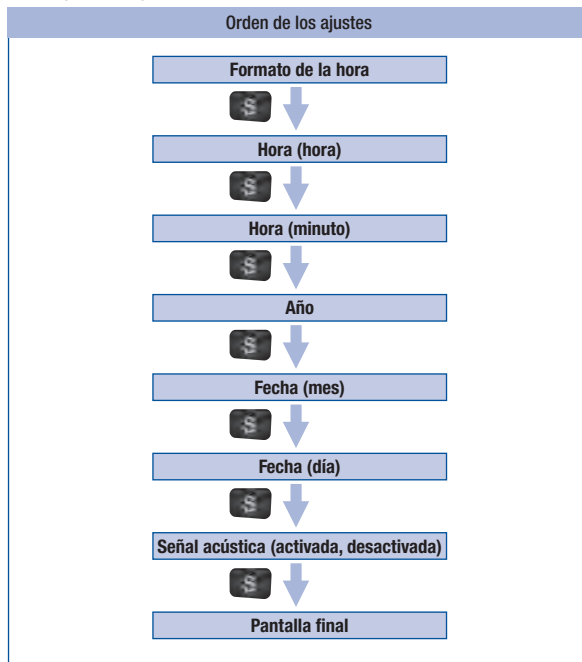 Orden de los ajustes
Formato de la hora
S
Hora (hora)
S
Hora (minuto)
S
Año
S
Fecha (mes)
S
Fecha (día)
S
Señal acústica (activada, desactivada)
S
Pantalla final